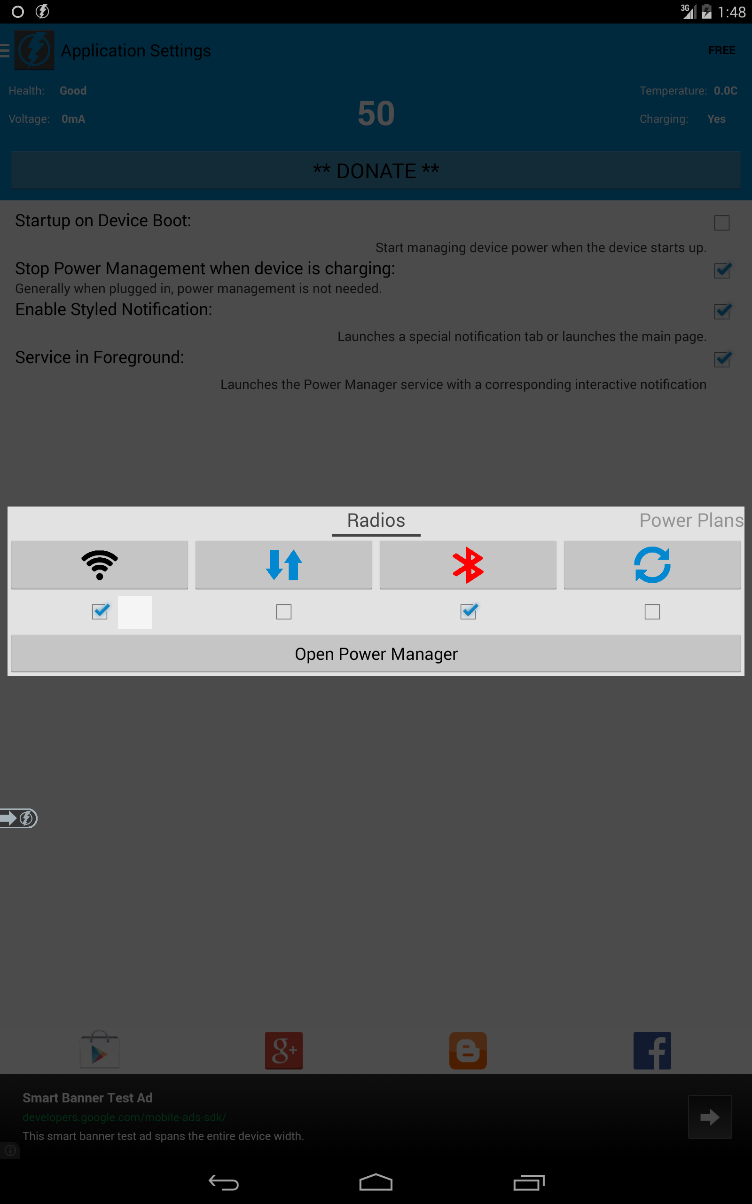 3G 1:48
Application Settings FREE
Health: Good Temperature: 0.0C
50
Voltage: 0mA Charging: Yes
** DONATE **
Startup on Device Boot:
Start managing device power when the device starts up.
Stop Power Management when device is charging:
Generally when plugged in, power management is not needed.
Enable Styled Notification:
Launches a special notification tab or launches the main page.
Service in Foreground:
Launches the Power Manager service with a corresponding interactive notification
Radios Power Plans
Open Power Manager
g+
Smart Banner Test Ad
developers.google.com/mobile-ads-sdk/
This smart banner test ad spans the entire device width.